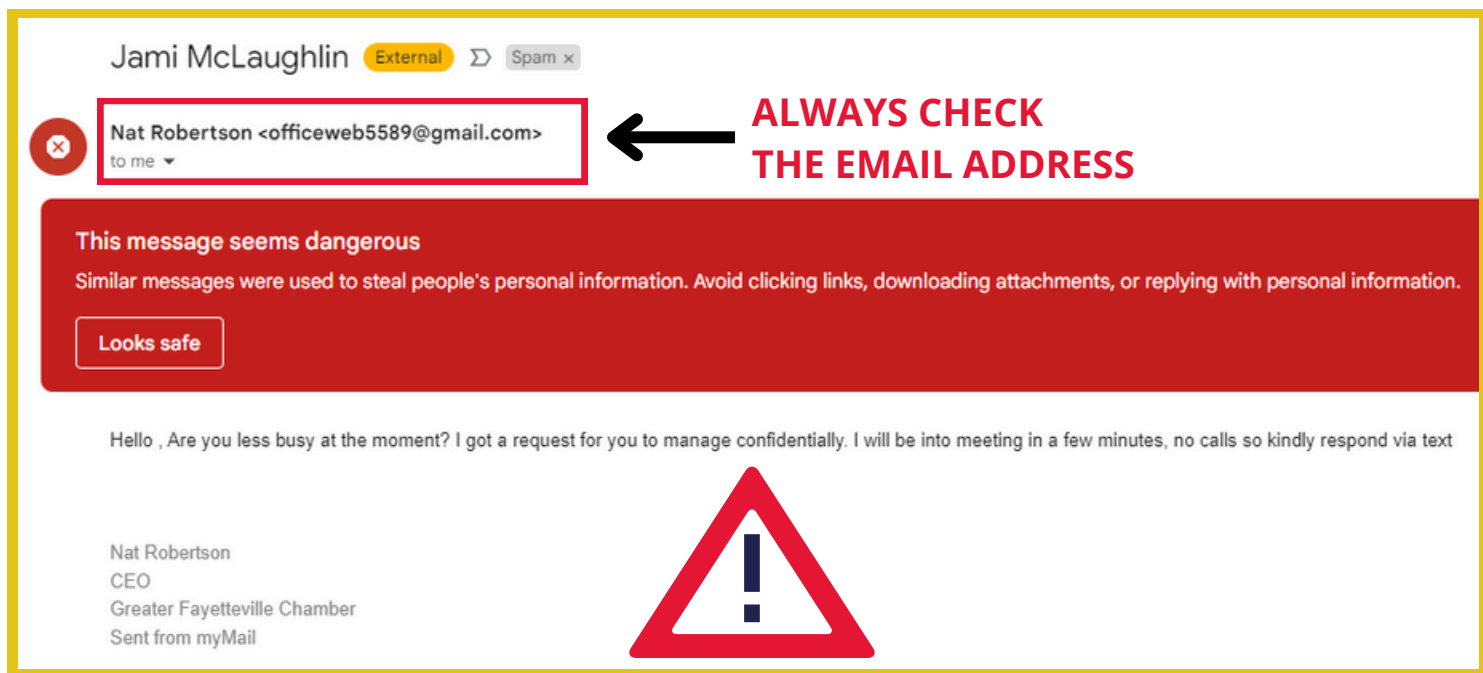 Jami McLaughlin External Spam ×
Nat Robertson <officeweb5589@gmail.com>
to me
ALWAYS CHECK
THE EMAIL ADDRESS
This message seems dangerous
Similar messages were used to steal people's personal information. Avoid clicking links, downloading attachments, or replying with personal information.
Looks safe
Hello , Are you less busy at the moment? I got a request for you to manage confidentially. I will be into meeting in a few minutes, no calls so kindly respond via text
!
Nat Robertson
CEO
Greater Fayetteville Chamber
Sent from myMail